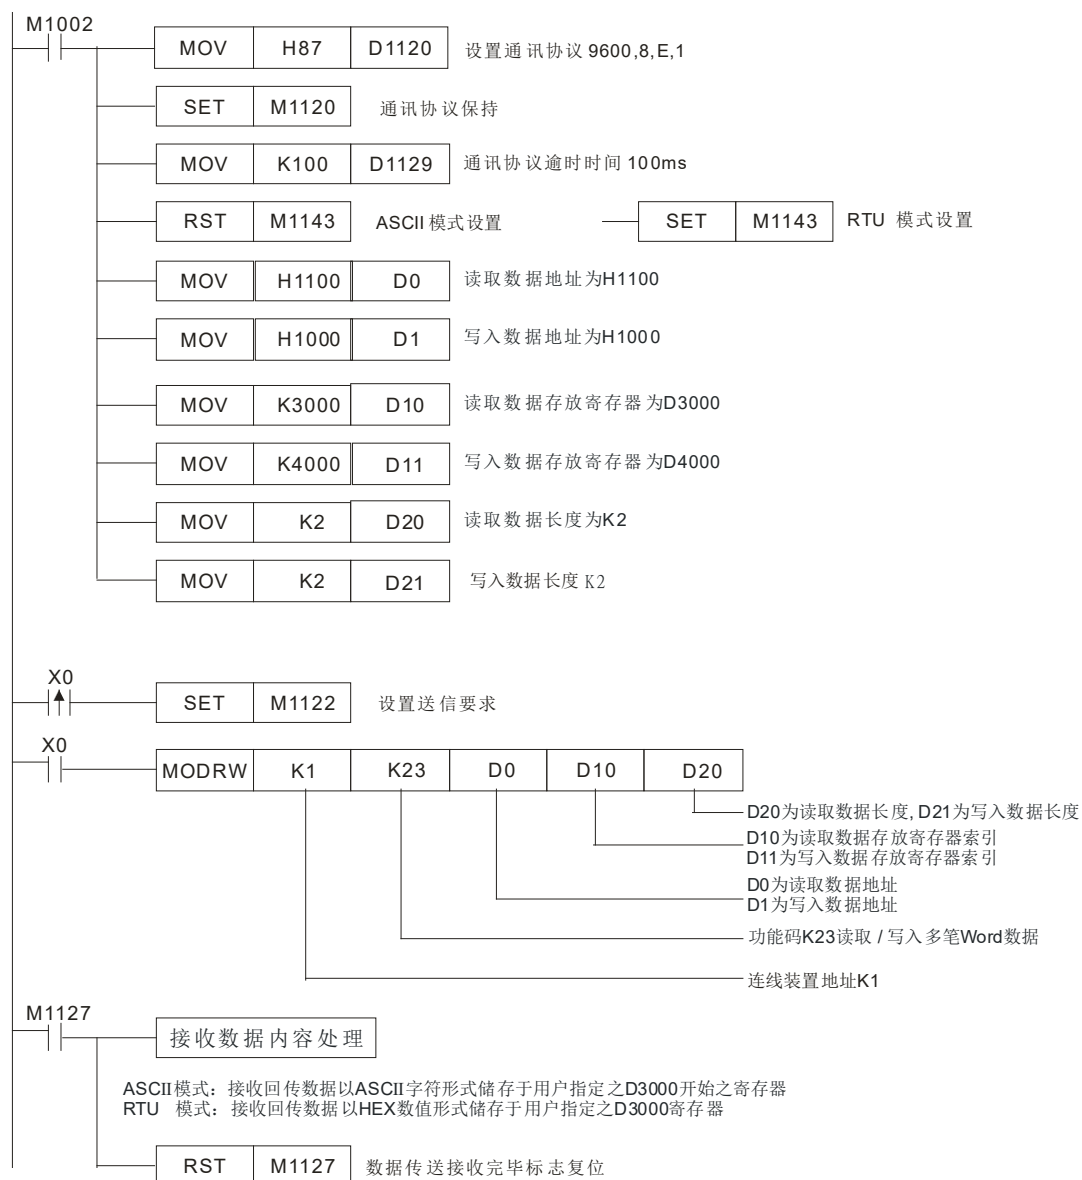 M1002
MOV H87 D1120 设置通讯协议 9600,8,E,1
SET M1120 通讯协议保持
MOV K100 D1129 通讯协议逾时时间 100ms
RST M1143 ASCII 模式设置 SET M1143 RTU 模式设置
MOV H1100 D0 读取数据地址为H1100
MOV H1000 D1 写入数据地址为H1000
MOV K3000 D10 读取数据存放寄存器为D3000
MOV K4000 D11 写入数据存放寄存器为D4000
MOV K2 D20 读取数据长度为K2
MOV K2 D21 写入数据长度 K2
X0
SET M1122 设置送信要求
X0
MODRW K1 K23 D0 D10 D20
D20为读取数据长度, D21为写入数据长度
D10为读取数据存放寄存器索引
D11为写入数据存放寄存器索引
D0为读取数据地址
D1为写入数据地址
功能码K23读取 / 写入多笔Word数据
连线装置地址K1
M1127
接收数据内容处理
ASCII模式：接收回传数据以ASCII字符形式储存于用户指定之D3000开始之寄存器
RTU 模式：接收回传数据以HEX数值形式储存于用户指定之D3000寄存器
RST M1127 数据传送接收完毕标志复位